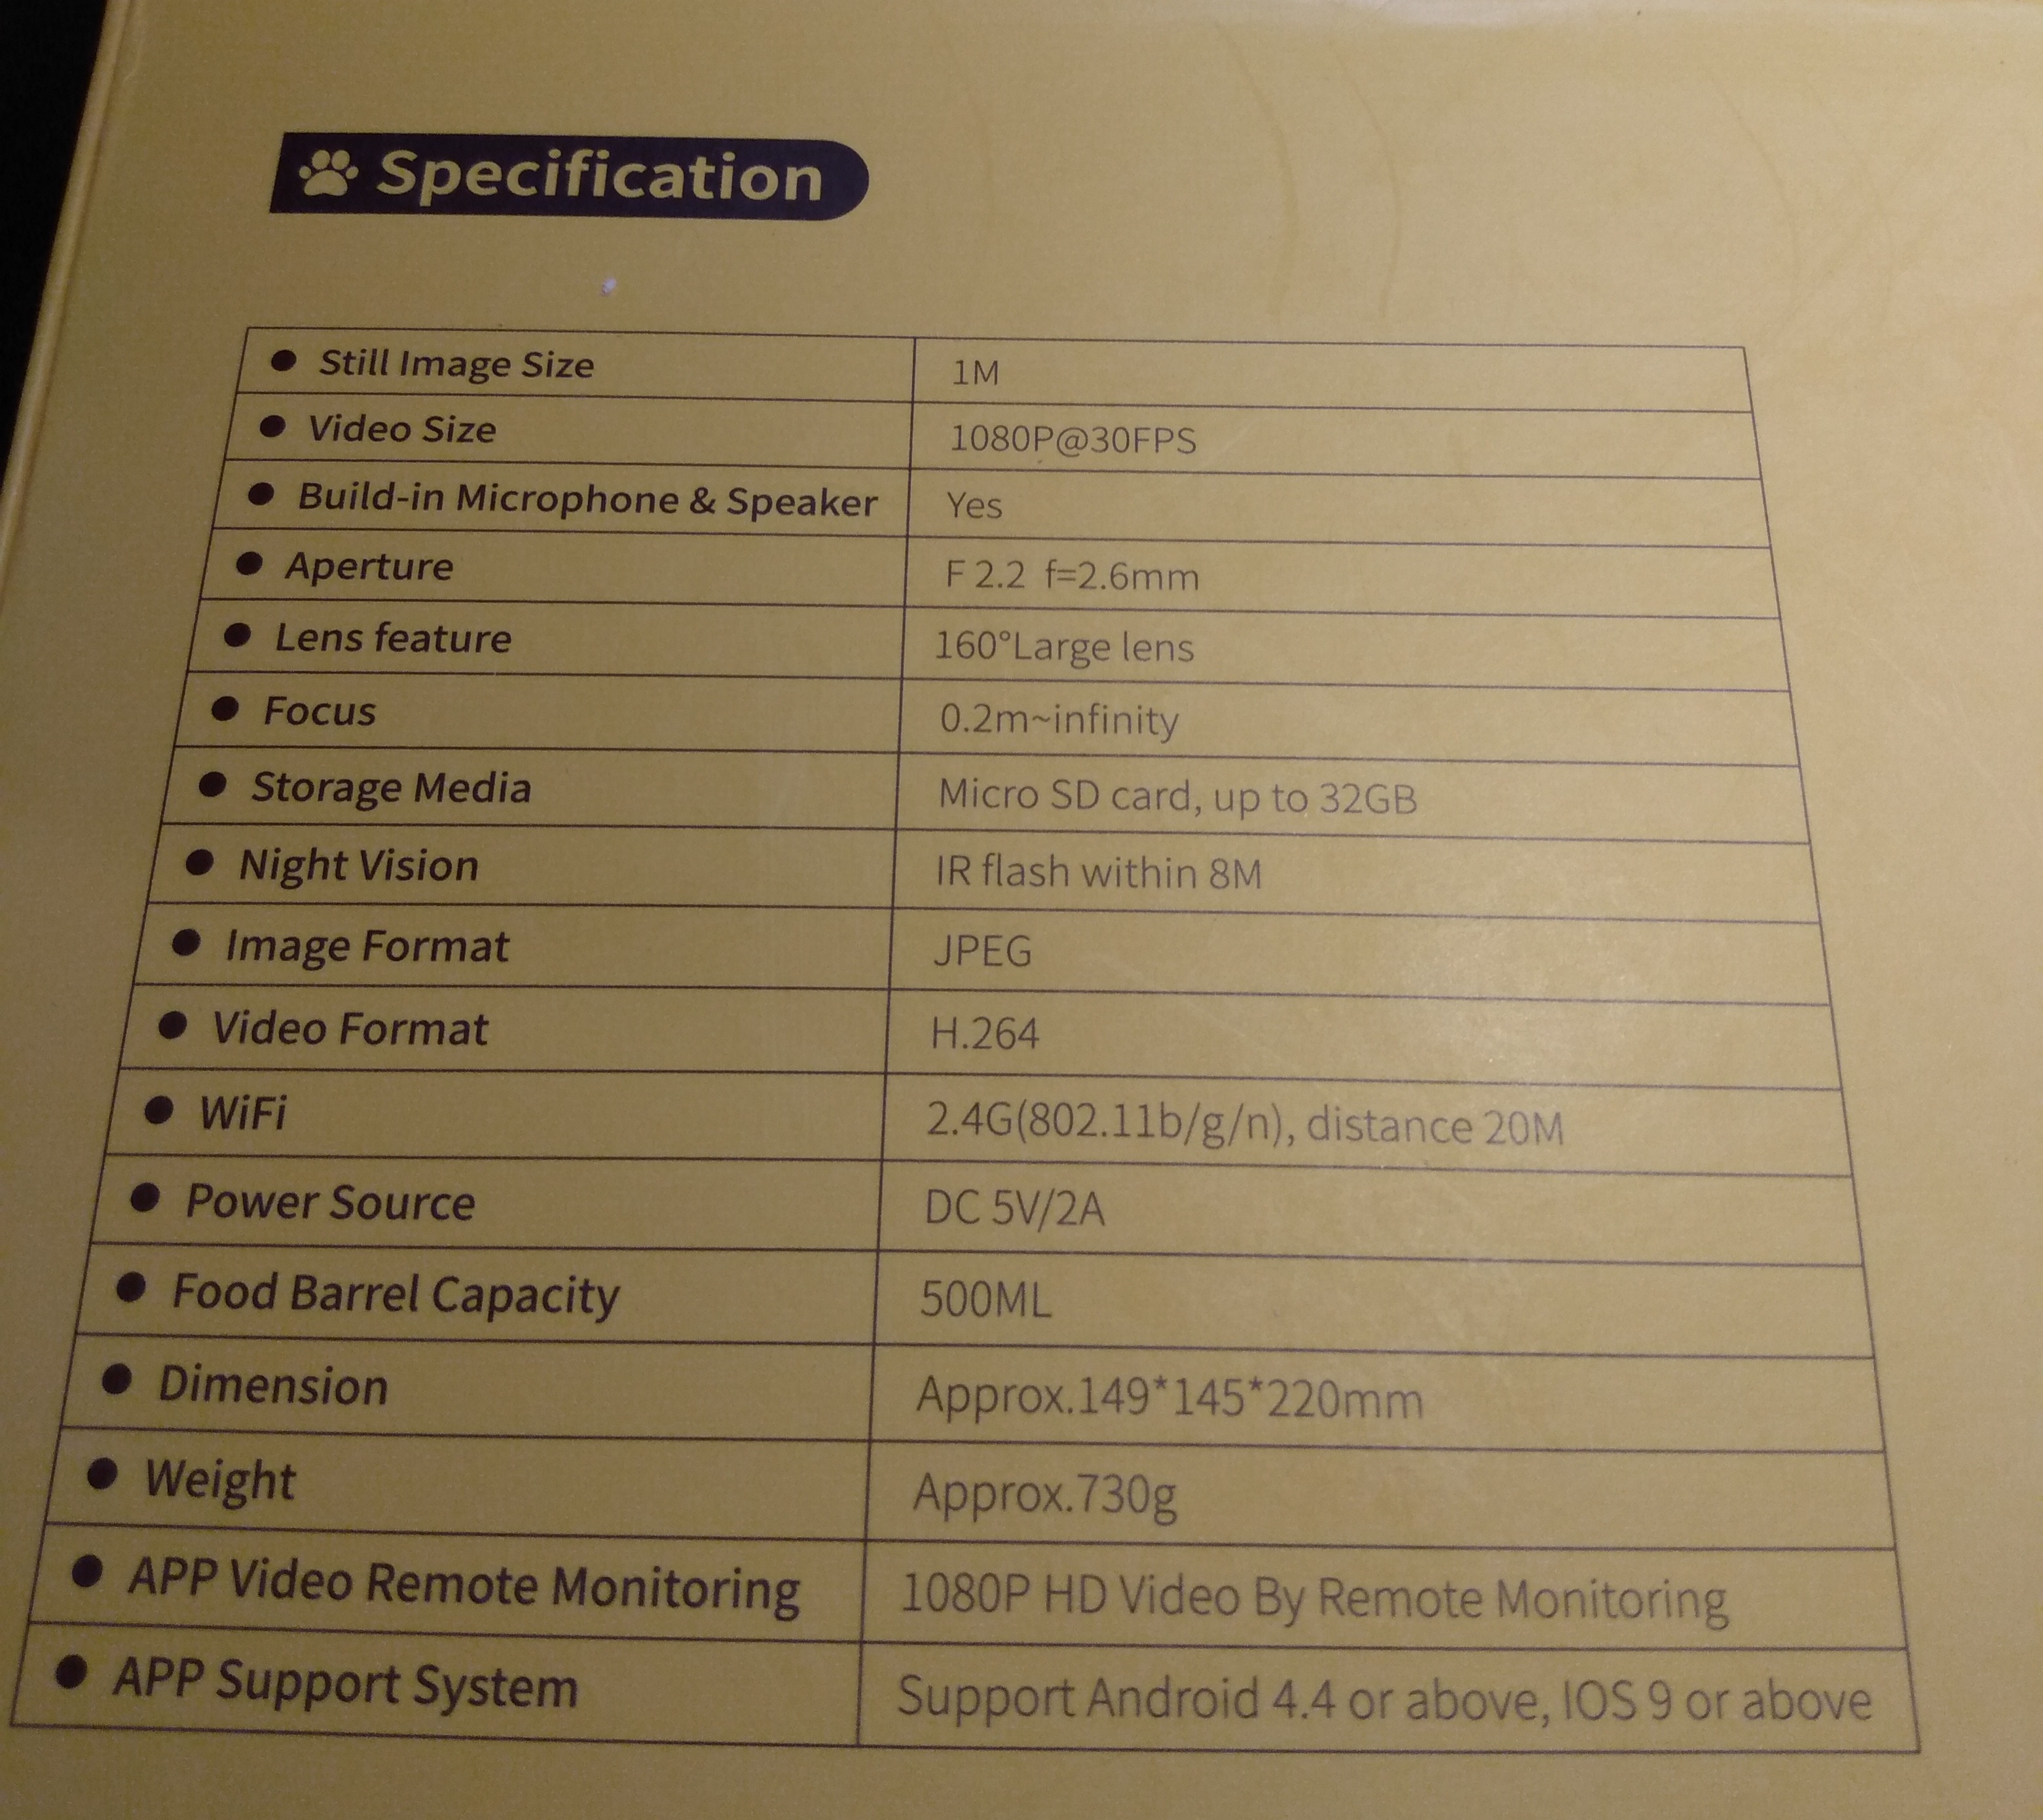 Specification
● Still Image Size 1M
● Video Size 1080P@30FPS
● Build-in Microphone & Speaker Yes
● Aperture F 2.2 f=2.6mm
● Lens feature 160°Large lens
● Focus 0.2m~infinity
● Storage Media Micro SD card, up to 32GB
● Night Vision IR flash within 8M
● Image Format JPEG
● Video Format H.264
● WiFi 2.4G(802.11b/g/n), distance 20M
● Power Source DC 5V/2A
● Food Barrel Capacity 500ML
● Dimension Approx.149*145*220mm
● Weight Approx.730g
● APP Video Remote Monitoring 1080P HD Video By Remote Monitoring
● APP Support System Support Android 4.4 or above, IOS 9 or above